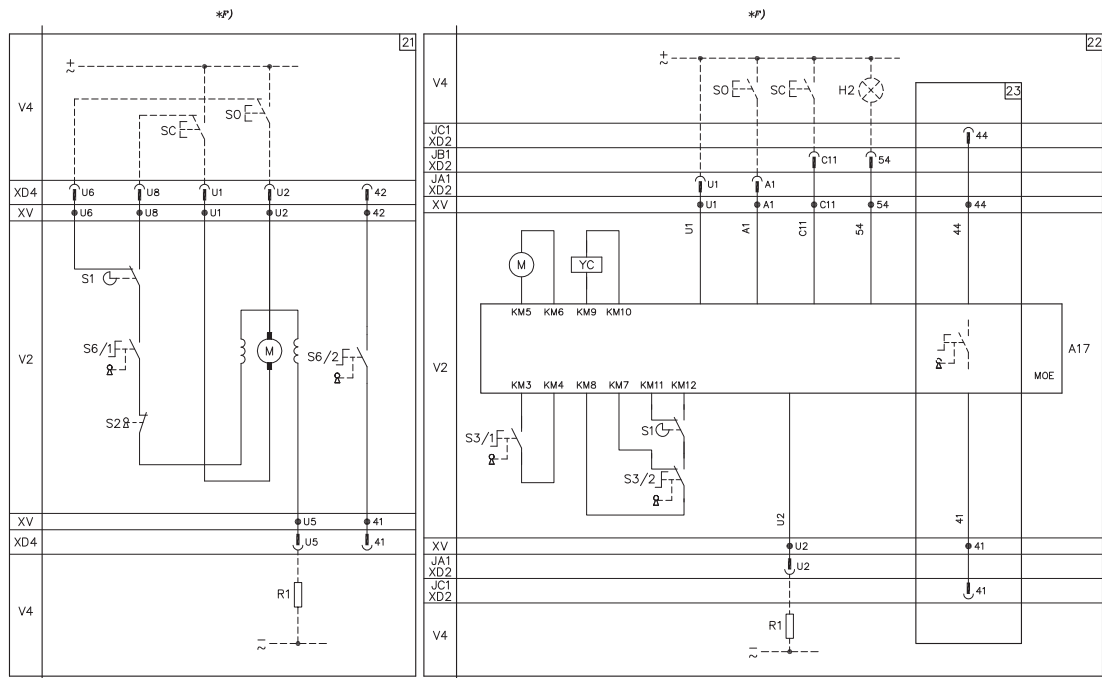 *F)
*F)
21
22
+
~
+
~
V4
V4
23
SO
SC
SO
SC
H2
JC1
XD2
44
JB1
XD2
C11
54
JA1
XD2
U1
A1
XD4
U6
U8
U1
U2
42
XV
U6
U8
U1
U2
42
XV
U1
A1
C11
54
44
U1
A1
C11
54
44
S1
M
YC
KM5
KM6
KM9
KM10
S6/1
M
S6/2
A17
V2
V2
MOE
KM3
KM4
KM8
KM7
KM11
KM12
S2
S3/1
S1
S3/2
U2
41
XV
U5
41
XD4
U5
41
XV
U2
41
JA1
XD2
U2
JC1
XD2
41
R1
V4
R1
V4
–
~
–
~